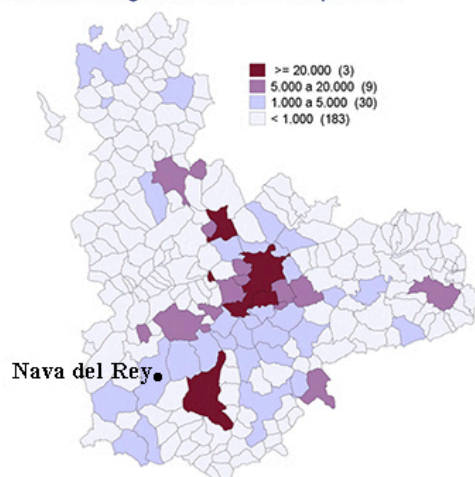 >= 20.000 (3)
5.000 a 20.000 (9)
1.000 a 5.000 (30)
< 1.000 (183)
Nava del Rey